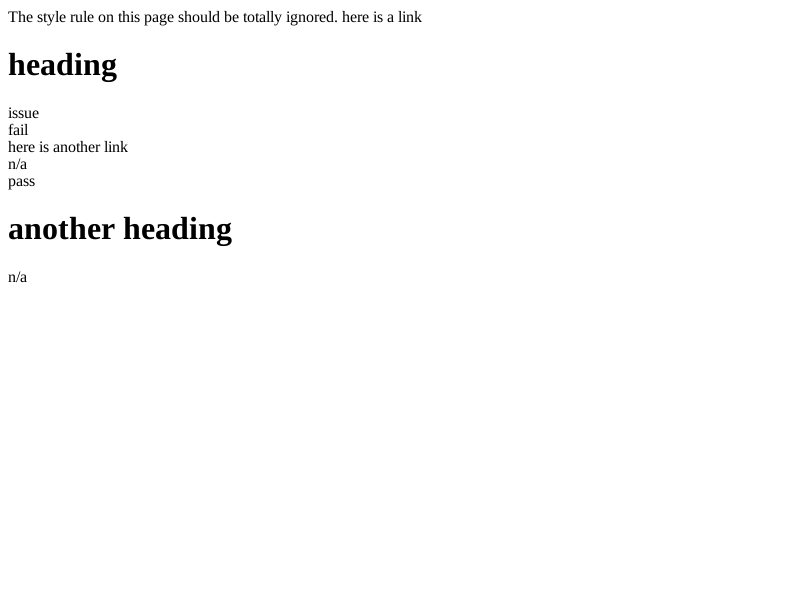 The style rule on this page should be totally ignored. here is a link
heading
issue
fail
here is another link
n/a
pass
another heading
n/a